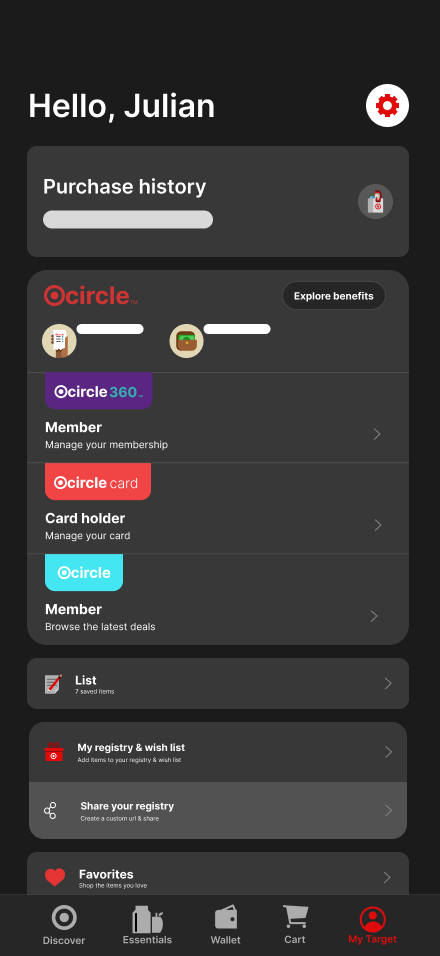 Hello, Julian
Purchase history
circle™
Explore benefits
circle 360™
Member
Manage your membership
circle card
Card holder
Manage your card
circle
Member
Browse the latest deals
List
7 saved items
My registry & wish list
Add items to your registry & wish list
Share your registry
Create a custom url & share
Favorites
Shop the items you love
Discover
Essentials
Wallet
Cart
My Target